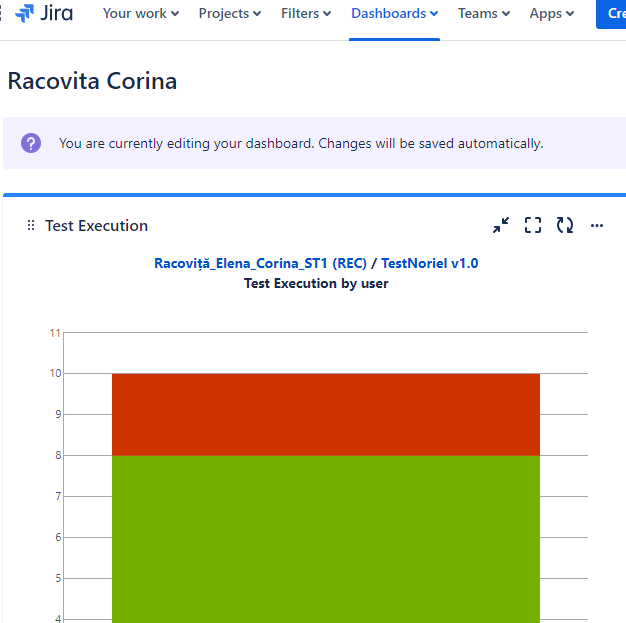 Jira Your work Projects Filters Dashboards Teams Apps Cre
Racovita Corina
? You are currently editing your dashboard. Changes will be saved automatically.
Test Execution
Racoviță_Elena_Corina_ST1 (REC) / TestNoriel v1.0
Test Execution by user
11
10
9
8
7
6
5
4